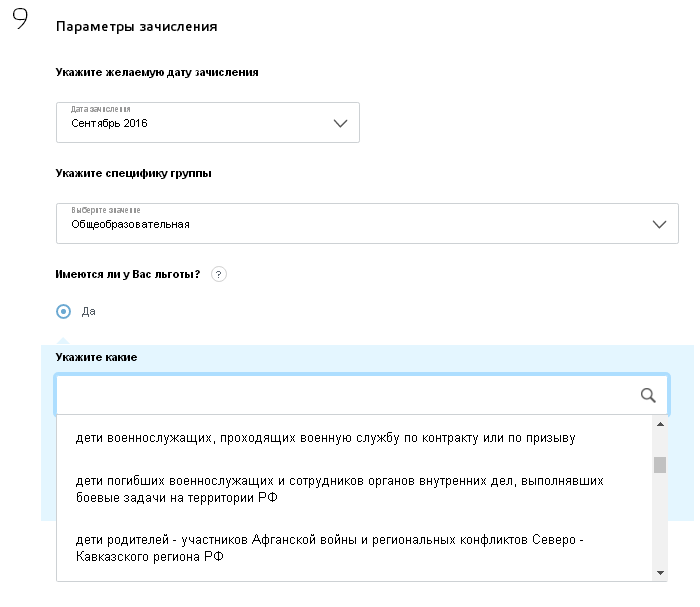 9
Параметры зачисления
Укажите желаемую дату зачисления
Дата зачисления
Сентябрь 2016
Укажите специфику группы
Выберите значение
Общеобразовательная
Имеются ли у Вас льготы? ?
Да
Укажите какие
дети военнослужащих, проходящих военную службу по контракту или по призыву
дети погибших военнослужащих и сотрудников органов внутренних дел, выполнявших
боевые задачи на территории РФ
дети родителей - участников Афганской войны и региональных конфликтов Северо -
Кавказского региона РФ